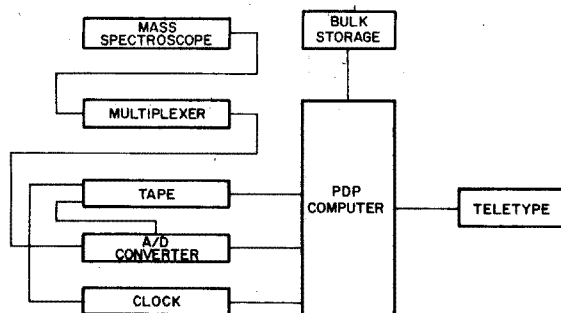 MASS
SPECTROSCOPE
BULK
STORAGE
MULTIPLEXER
TAPE
PDP
COMPUTER
TELETYPE
A/D
CONVERTER
CLOCK